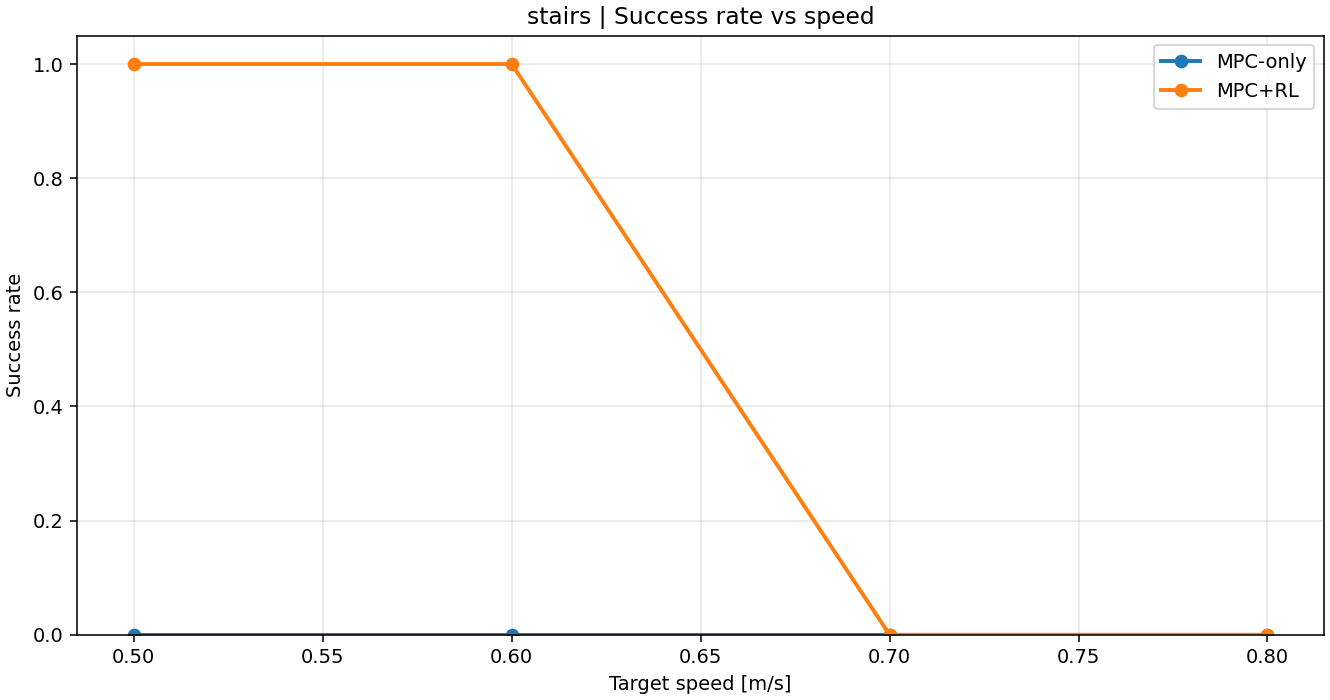 stairs | Success rate vs speed
MPC-only
MPC+RL
1.0
0.8
0.6
0.4
0.2
0.0
Success rate
0.50 0.55 0.60 0.65 0.70 0.75 0.80
Target speed [m/s]